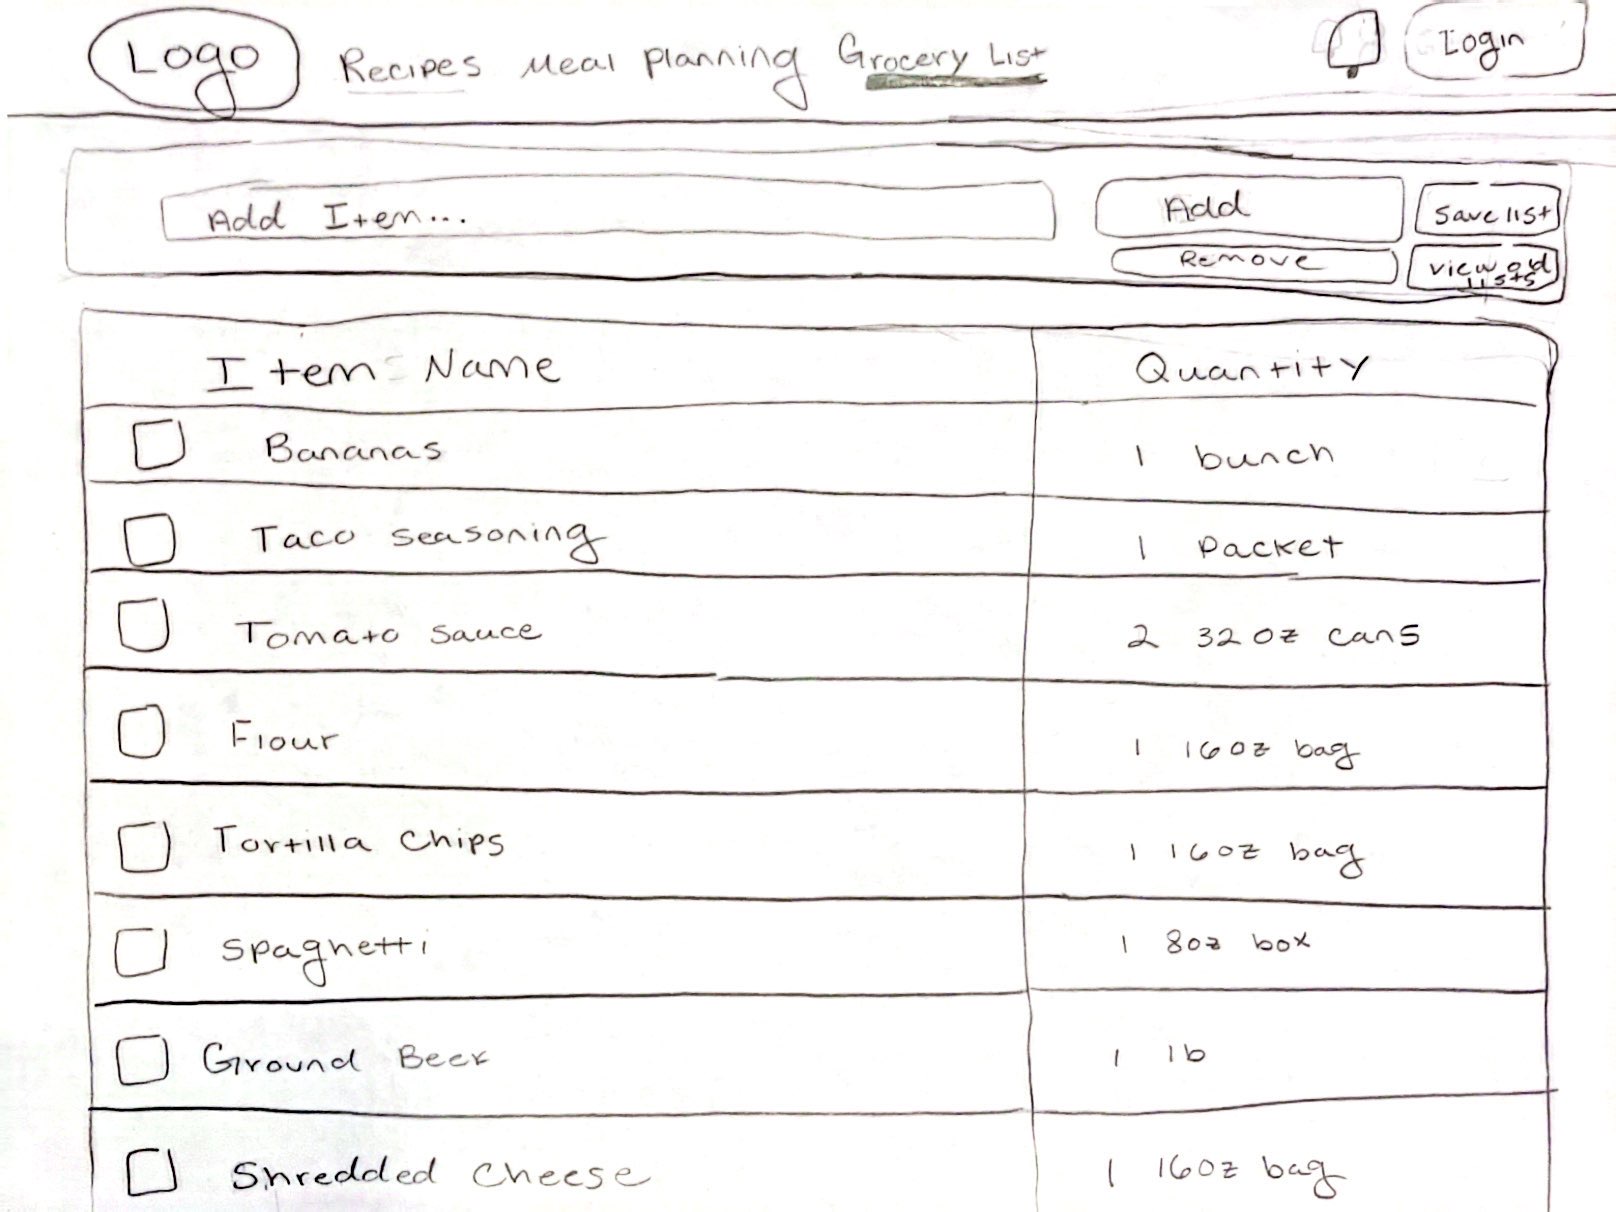 Logo Recipes Meal planning Grocery List Login
Add Item... Add Save list
Remove View old lists
Item Name Quantity
Bananas 1 bunch
Taco seasoning 1 Packet
Tomato sauce 2 32oz cans
Flour 1 16oz bag
Tortilla Chips 1 16oz bag
Spaghetti 1 8oz box
Ground Beek 1 lb
Shredded Cheese 1 16oz bag